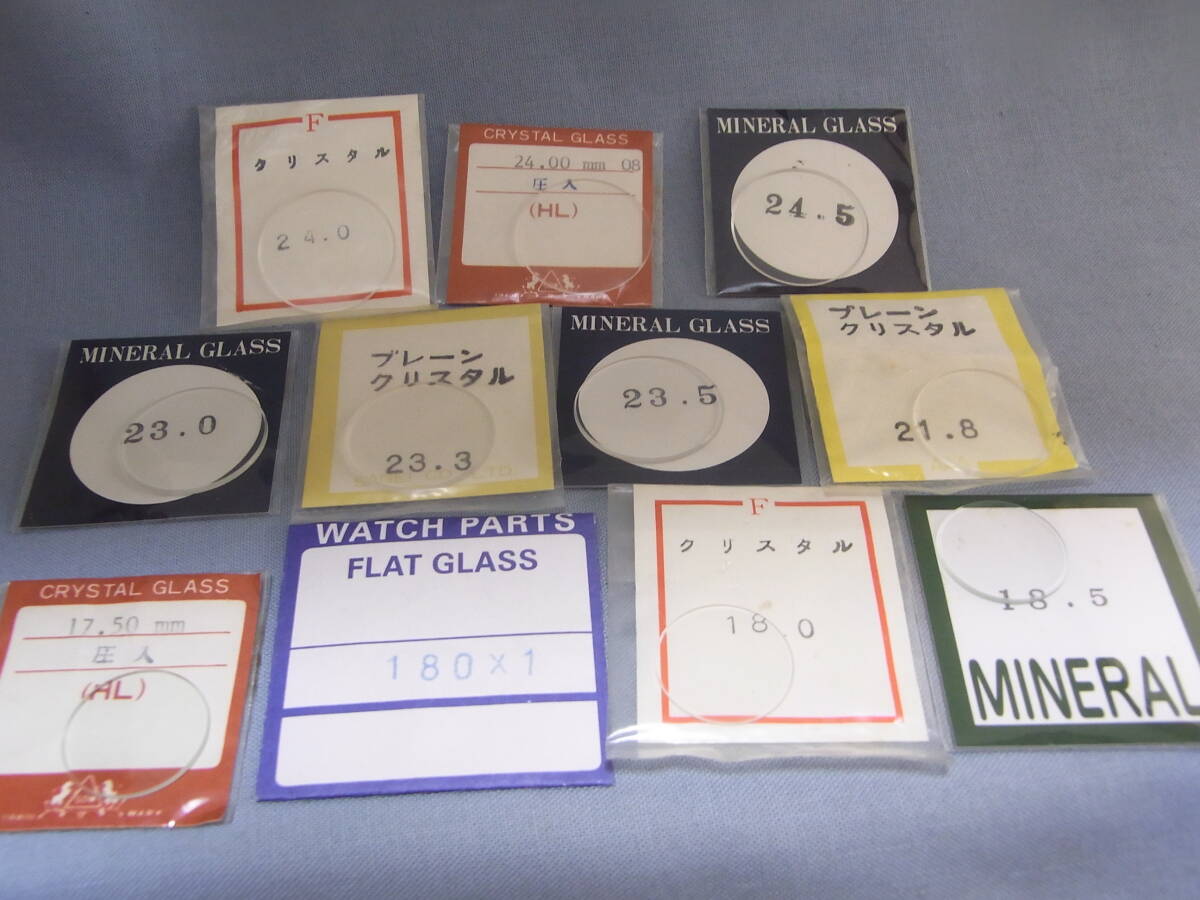 F
クリスタル
24.0
CRYSTAL GLASS
24.00 mm 08
圧入
(HL)
MINERAL GLASS
24.5
MINERAL GLASS
23.0
プレーン
クリスタル
23.3
MINERAL GLASS
23.5
プレーン
クリスタル
21.8
CRYSTAL GLASS
17.50 mm
圧入
(HL)
WATCH PARTS
FLAT GLASS
180×1
F
クリスタル
18.0
18.5
MINERAL